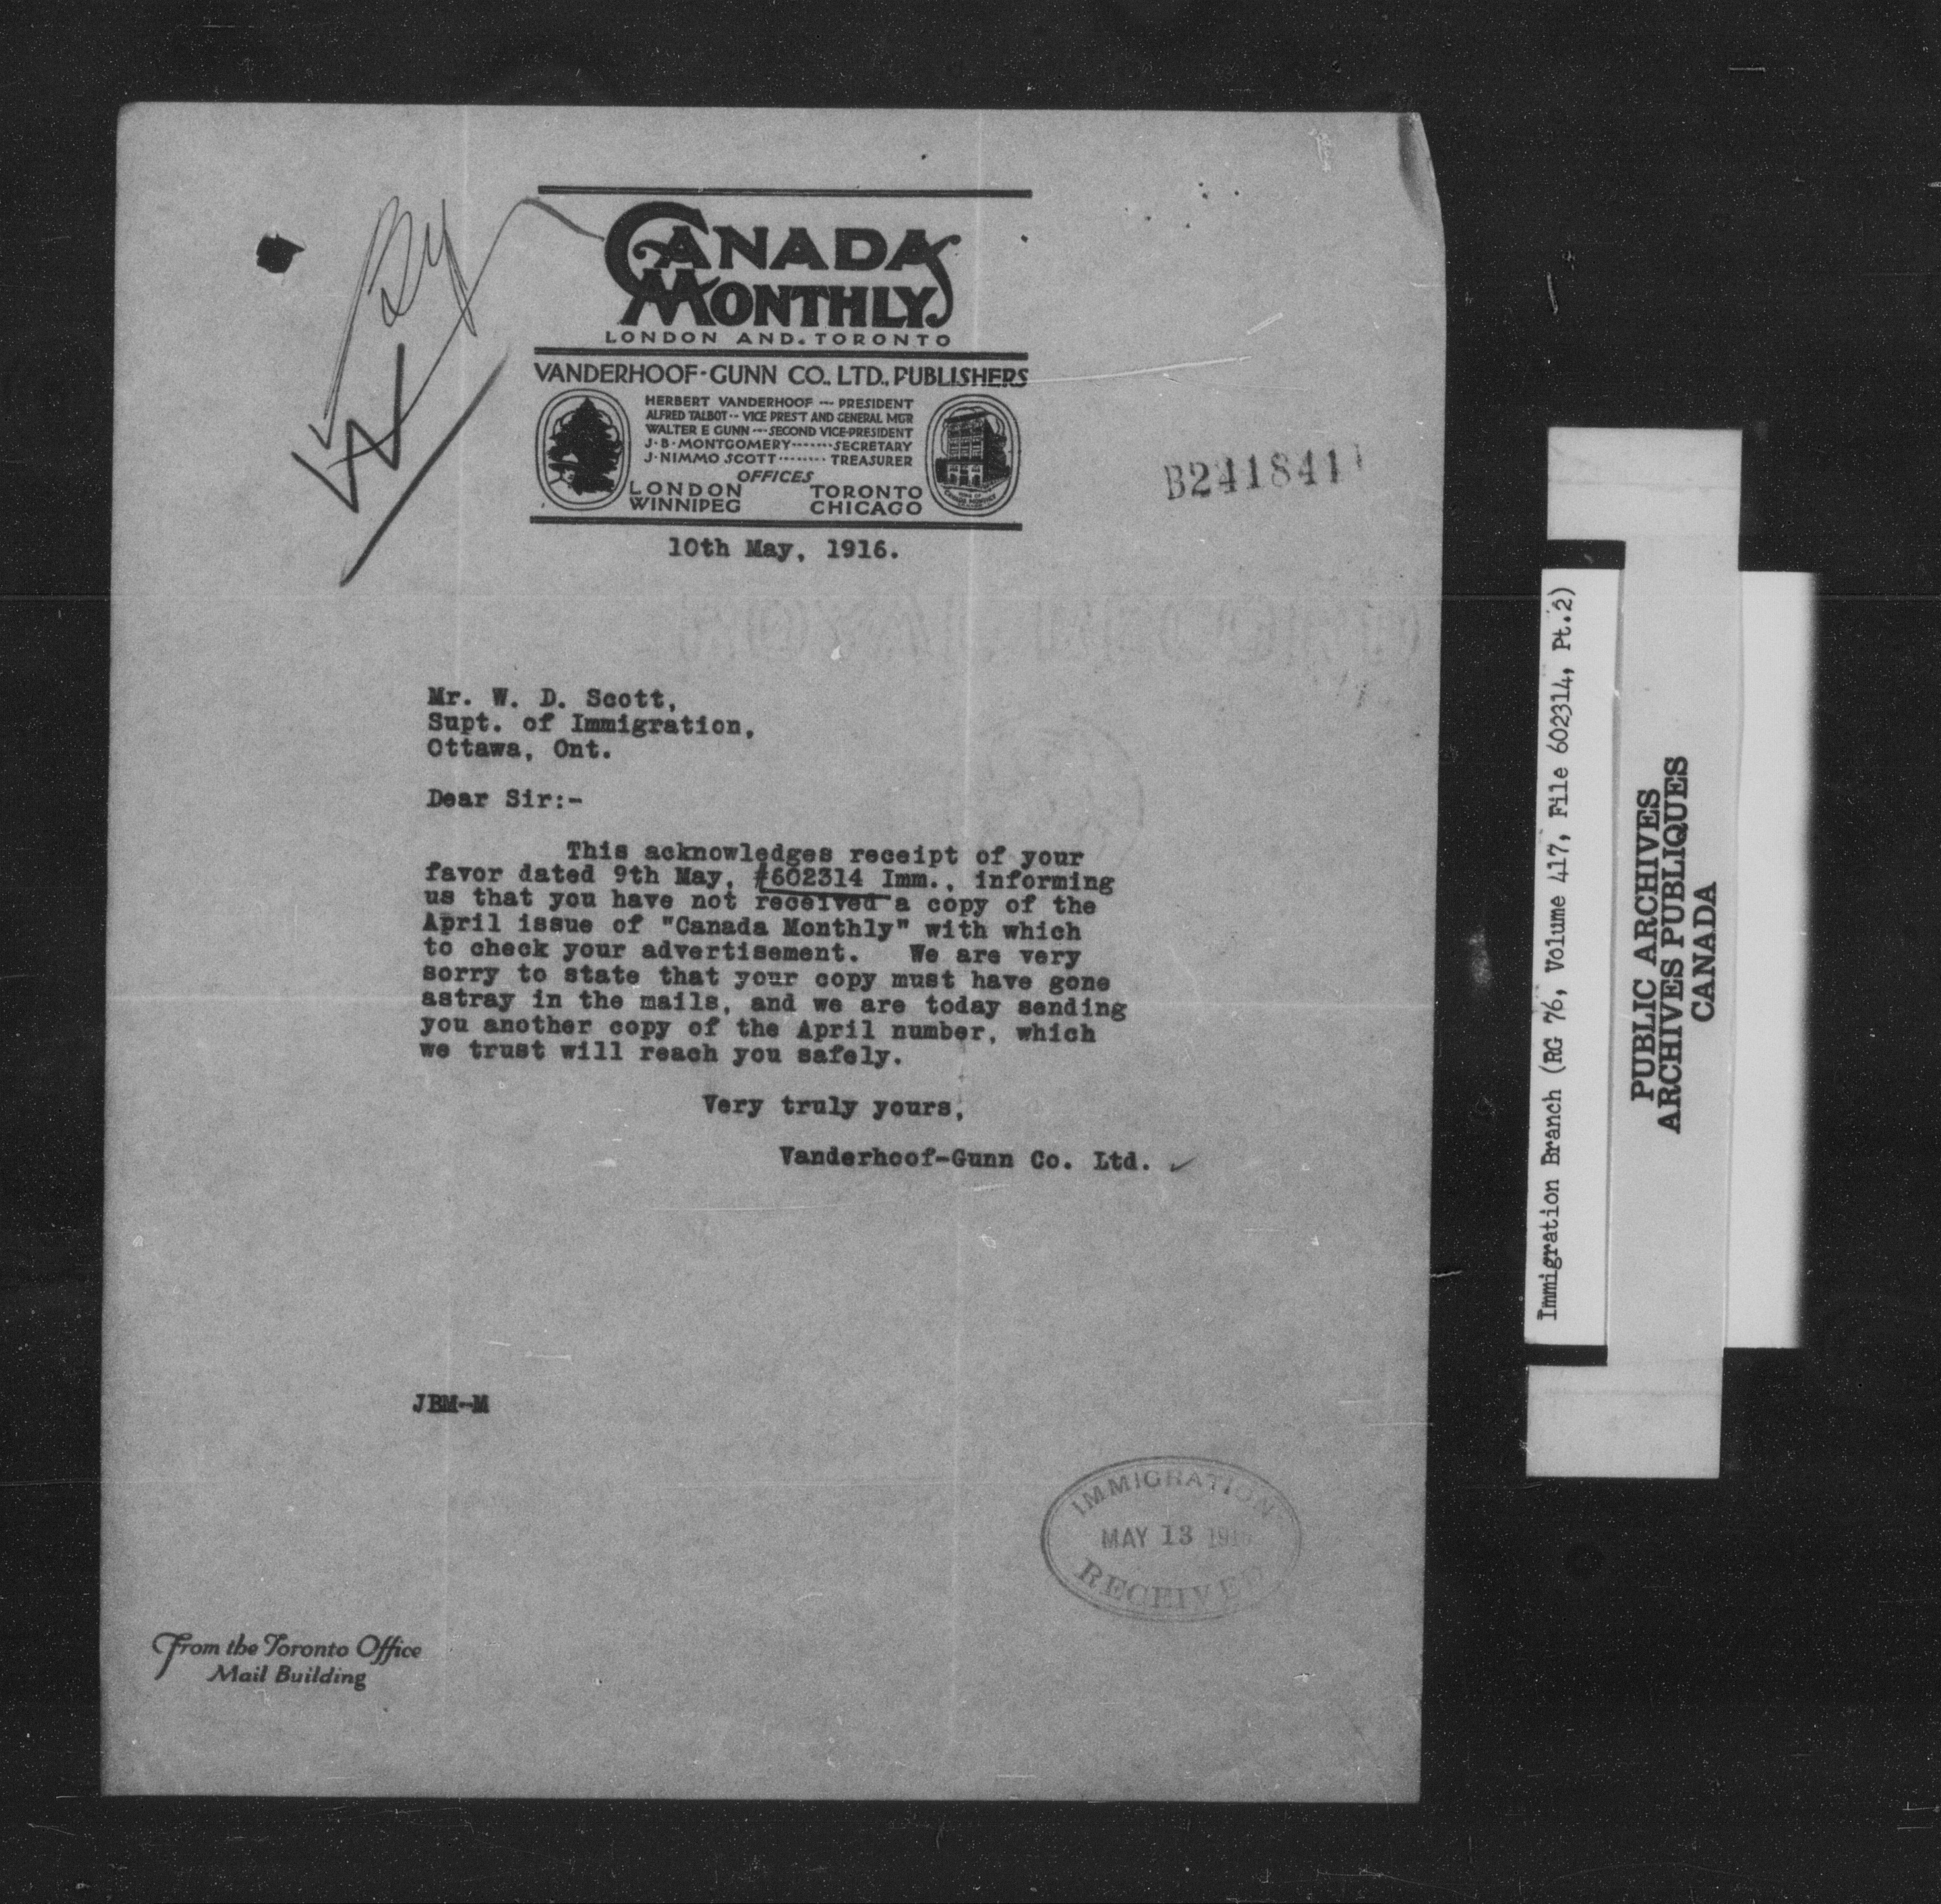 CANADA
MONTHLY
LONDON AND TORONTO
VANDERHOOF-GUNN CO. LTD., PUBLISHERS
HERBERT VANDERHOOF --- PRESIDENT
ALFRED TALBOT -- VICE PREST AND GENERAL MGR
WALTER E GUNN --- SECOND VICE-PRESIDENT
J. B. MONTGOMERY ------- SECRETARY
J. NIMMO SCOTT -------- TREASURER
OFFICES
LONDON TORONTO
WINNIPEG CHICAGO
B241841
10th May, 1916.
Mr. W. D. Scott,
Supt. of Immigration,
Ottawa, Ont.
Dear Sir:-
This acknowledges receipt of your
favor dated 9th May, #602314 Imm., informing
us that you have not received a copy of the
April issue of "Canada Monthly" with which
to check your advertisement. We are very
sorry to state that your copy must have gone
astray in the mails, and we are today sending
you another copy of the April number, which
we trust will reach you safely.
Very truly yours,
Vanderhoof-Gunn Co. Ltd.
JBM-M
IMMIGRATION
MAY 13 1916
RECEIVED
From the Toronto Office
Mail Building
Immigration Branch (RG 76, Volume 417, File 602314, Pt.2)
PUBLIC ARCHIVES
ARCHIVES PUBLIQUES
CANADA